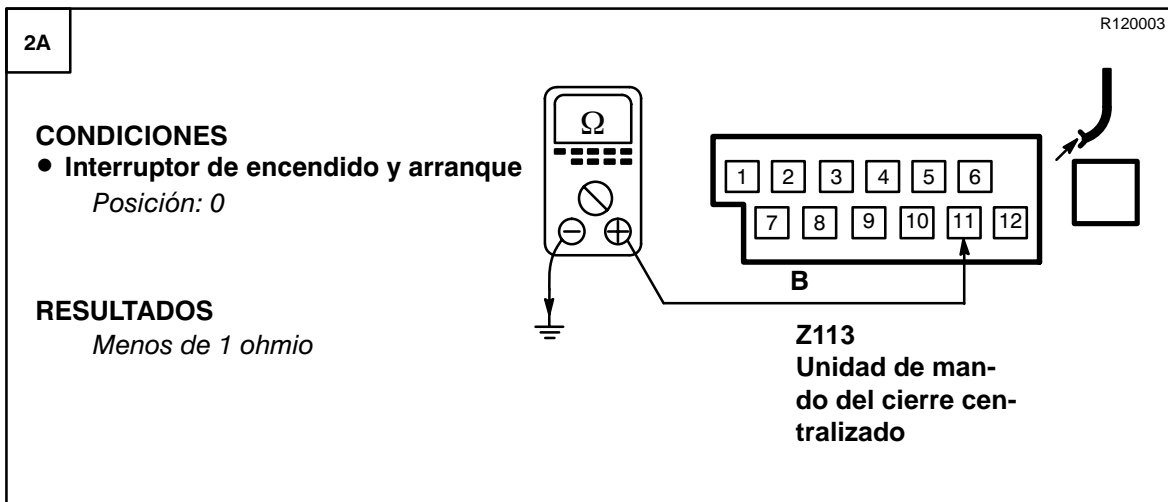 R120003
2A
CONDICIONES
• Interruptor de encendido y arranque
Posición: 0
RESULTADOS
Menos de 1 ohmio
Ω
1 2 3 4 5 6
7 8 9 10 11 12
B
Z113
Unidad de man-
do del cierre cen-
tralizado